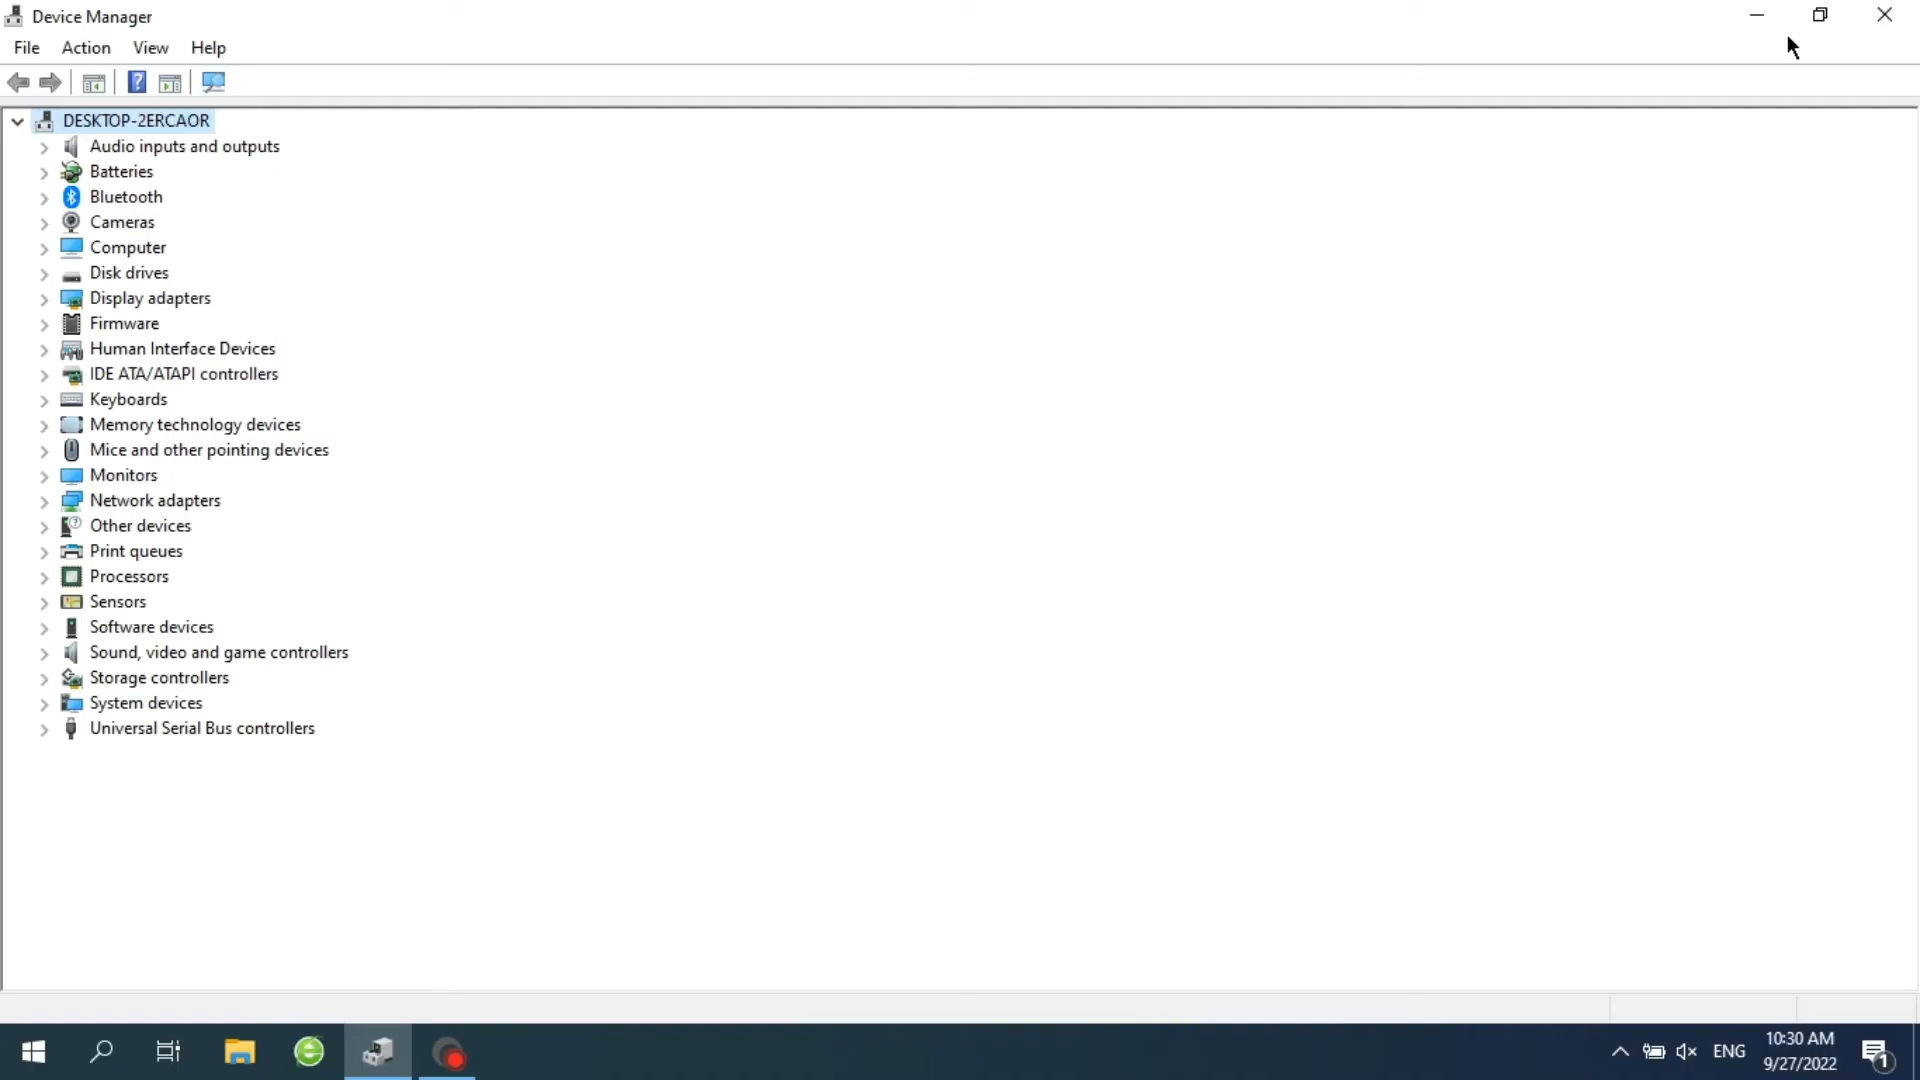 Device Manager
File Action View Help
DESKTOP-2ERCAOR
Audio inputs and outputs
Batteries
Bluetooth
Cameras
Computer
Disk drives
Display adapters
Firmware
Human Interface Devices
IDE ATA/ATAPI controllers
Keyboards
Memory technology devices
Mice and other pointing devices
Monitors
Network adapters
Other devices
Print queues
Processors
Sensors
Software devices
Sound, video and game controllers
Storage controllers
System devices
Universal Serial Bus controllers
ENG
10:30 AM
9/27/2022
1